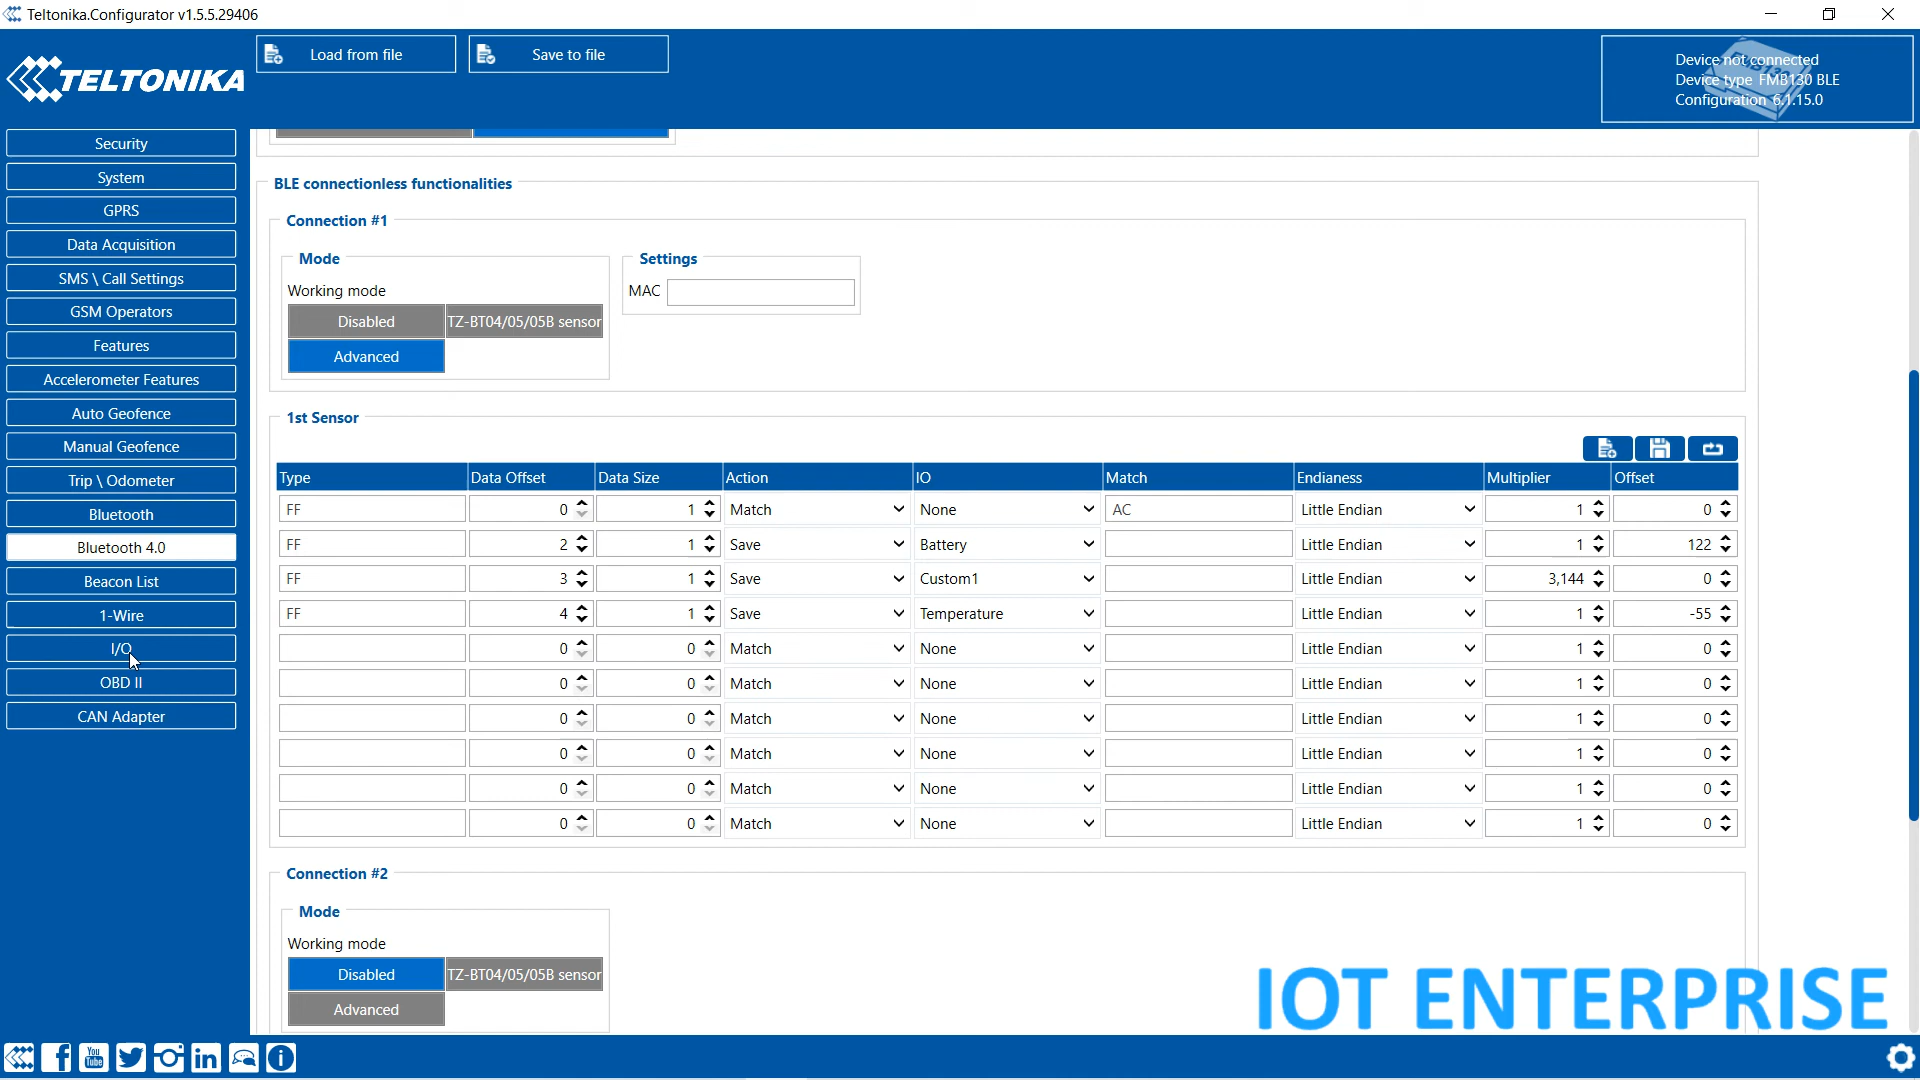 Teltonika.Configurator v1.5.5.29406
TELTONIKA
Load from file
Save to file
Device not connected
Device type FMB130 BLE
Configuration 6.1.15.0
Security
System
GPRS
Data Acquisition
SMS \ Call Settings
GSM Operators
Features
Accelerometer Features
Auto Geofence
Manual Geofence
Trip \ Odometer
Bluetooth
Bluetooth 4.0
Beacon List
1-Wire
I/O
OBD II
CAN Adapter
BLE connectionless functionalities
Connection #1
Mode
Working mode
Disabled TZ-BT04/05/05B sensor
Advanced
Settings
MAC
1st Sensor
Type Data Offset Data Size Action IO Match Endianess Multiplier Offset
FF 0 1 Match None AC Little Endian 1 0
FF 2 1 Save Battery Little Endian 1 122
FF 3 1 Save Custom1 Little Endian 3,144 0
FF 4 1 Save Temperature Little Endian 1 -55
0 0 Match None Little Endian 1 0
0 0 Match None Little Endian 1 0
0 0 Match None Little Endian 1 0
0 0 Match None Little Endian 1 0
0 0 Match None Little Endian 1 0
0 0 Match None Little Endian 1 0
Connection #2
Mode
Working mode
Disabled TZ-BT04/05/05B sensor
Advanced
IOT ENTERPRISE
You Tube